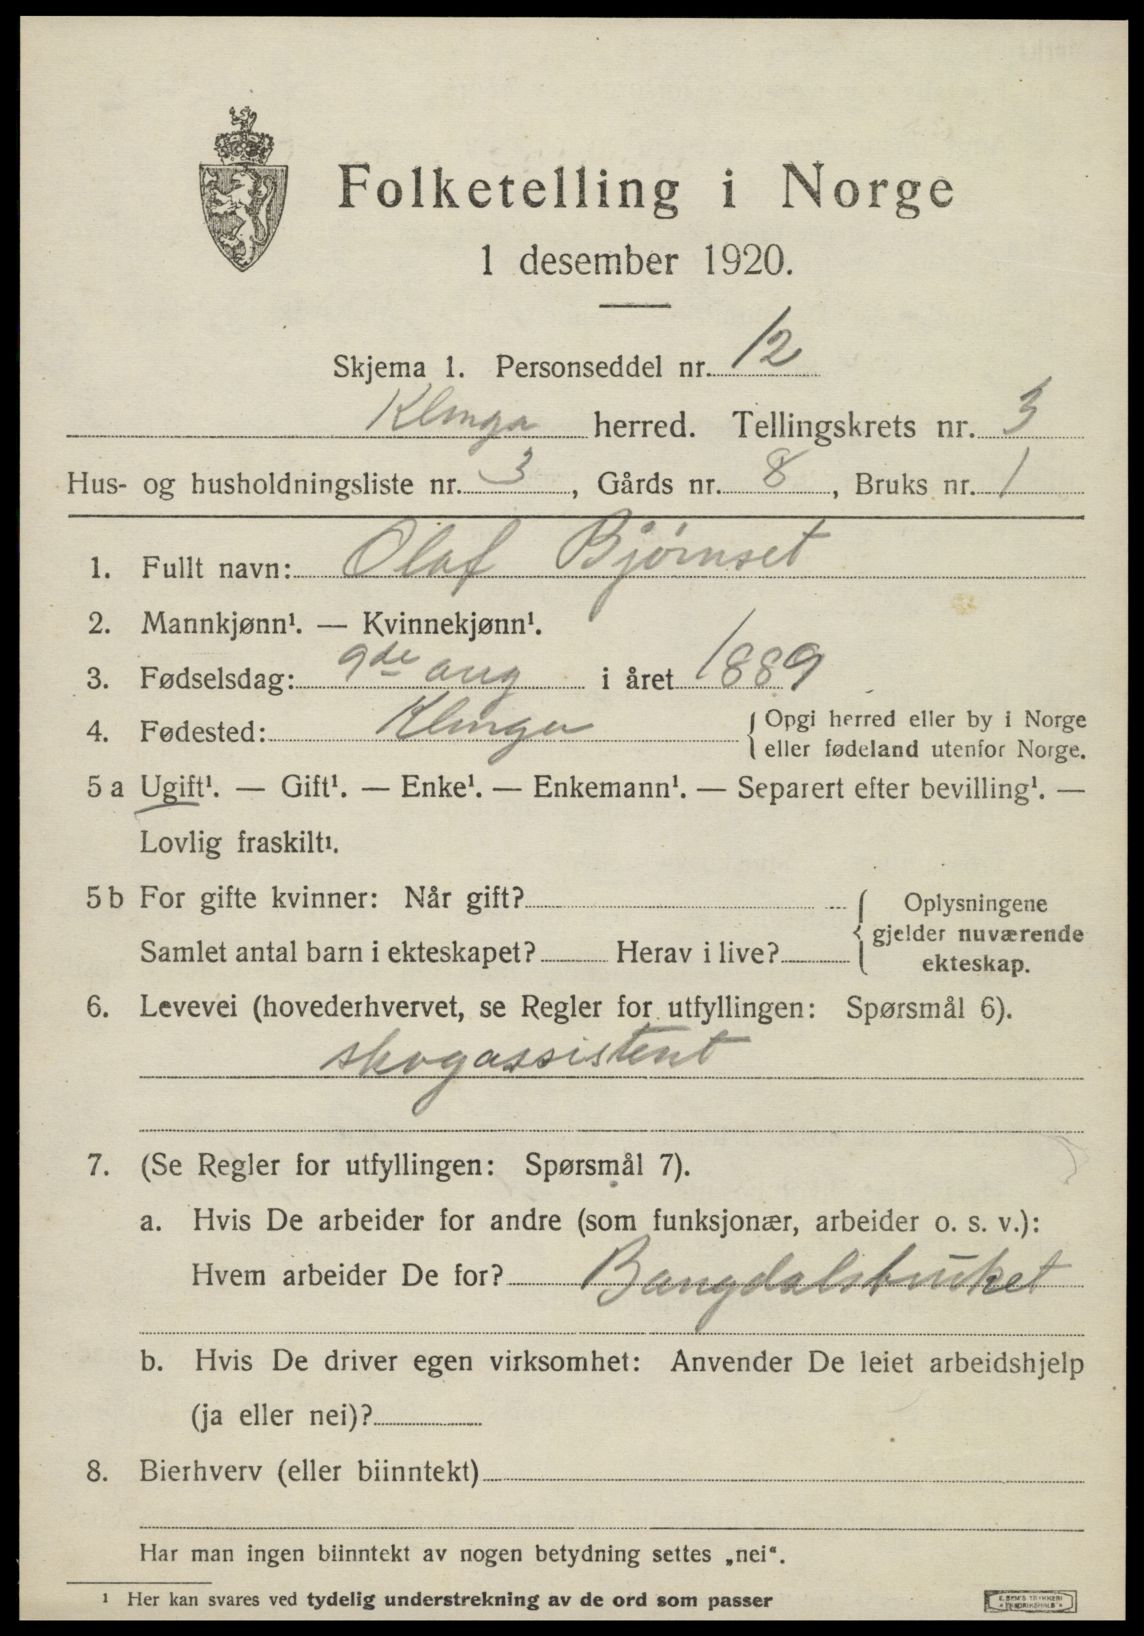 Folketelling i Norge
1 desember 1920.
Skjema 1. Personseddel nr. 12
Klinga herred. Tellingskrets nr. 3
Hus- og husholdningsliste nr. 3, Gårds nr. 8, Bruks nr. 1
1. Fullt navn: Olaf Bjørnset
2. Mannkjønn¹. — Kvinnekjønn¹.
3. Fødselsdag: 9de aug i året 1889
4. Fødested: Klinga { Opgi herred eller by i Norge
eller fødeland utenfor Norge.
5 a Ugift¹. — Gift¹. — Enke¹. — Enkemann¹. — Separert efter bevilling¹. —
Lovlig fraskilt¹.
5 b For gifte kvinner: Når gift? { Oplysningene
gjelder nuværende
Samlet antal barn i ekteskapet? Herav i live?
ekteskap.
6. Levevei (hovederhvervet, se Regler for utfyllingen: Spørsmål 6).
skogassistent
7. (Se Regler for utfyllingen: Spørsmål 7).
a. Hvis De arbeider for andre (som funksjonær, arbeider o. s. v.):
Hvem arbeider De for? Bangdalsbruket
b. Hvis De driver egen virksomhet: Anvender De leiet arbeidshjelp
(ja eller nei)?
8. Bierhverv (eller biinntekt)
Har man ingen biinntekt av nogen betydning settes „nei".
¹ Her kan svares ved tydelig understrekning av de ord som passer